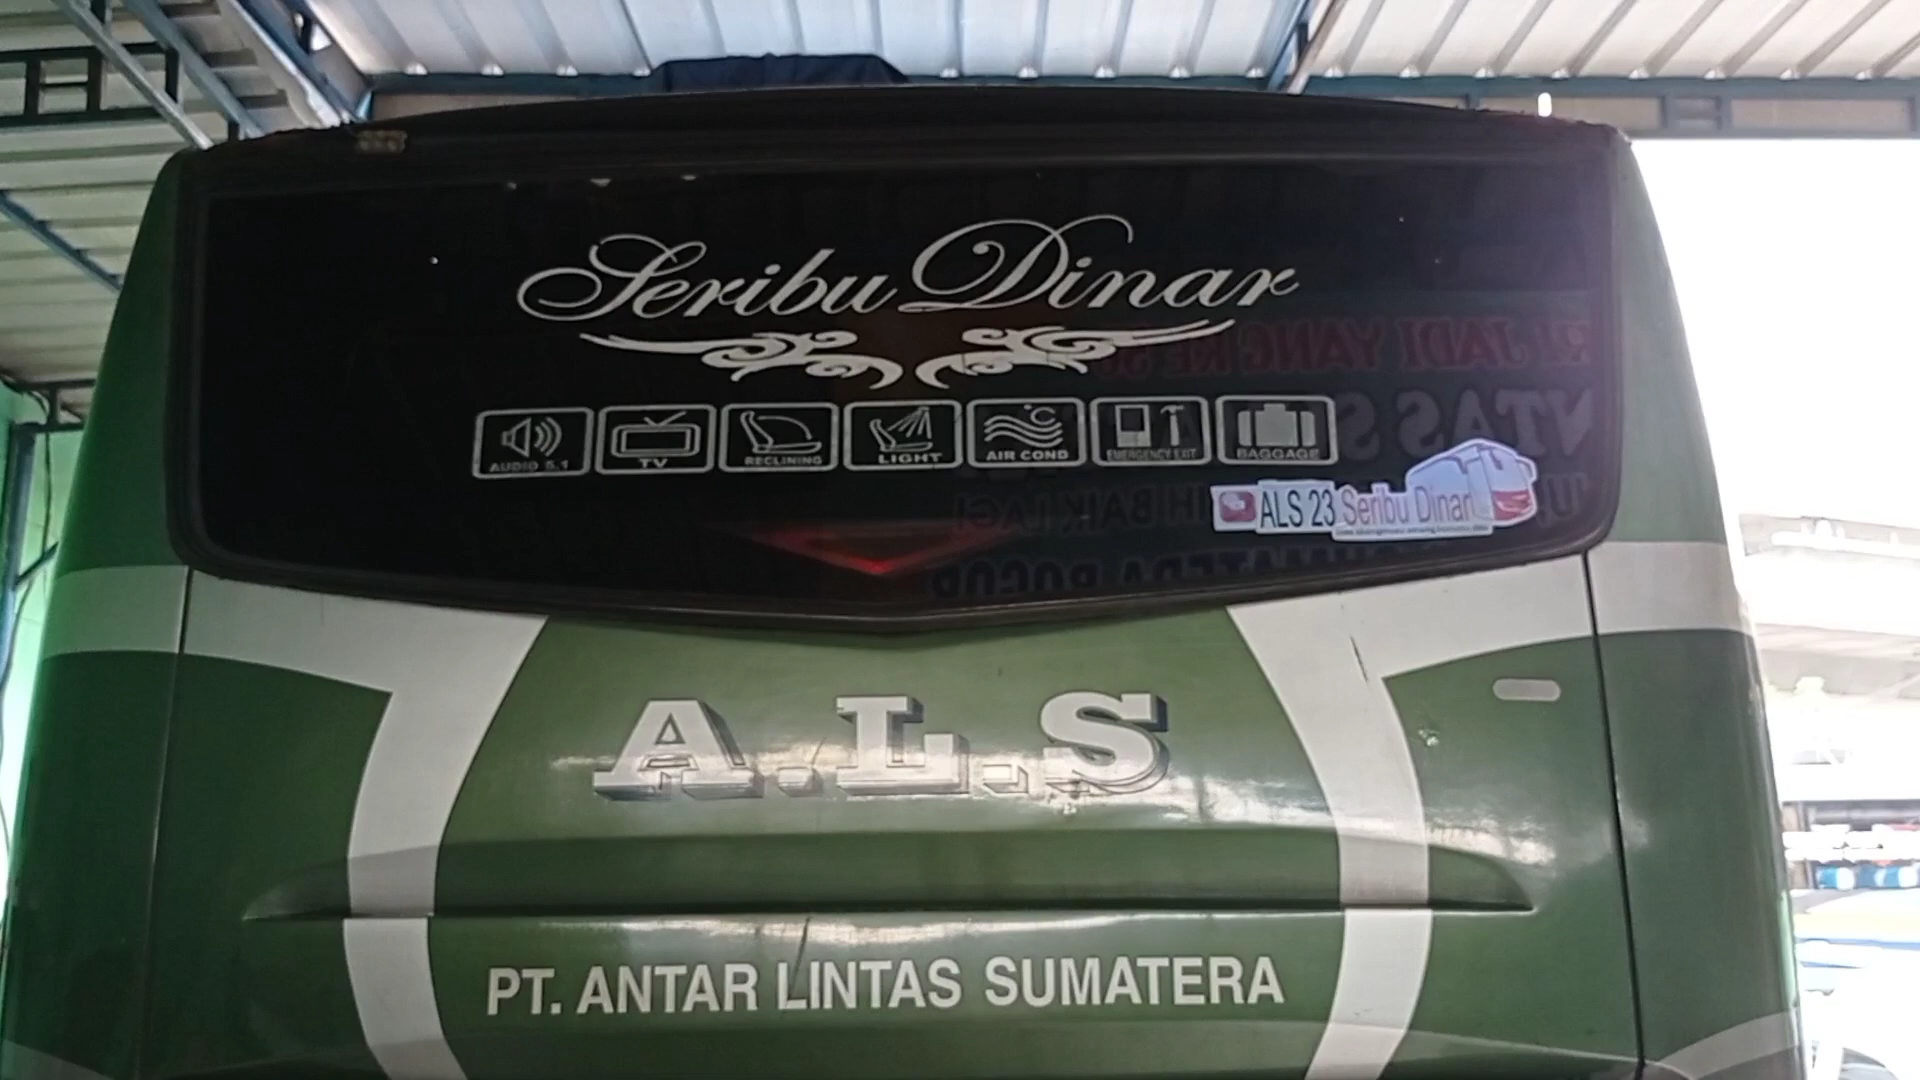 Seribu Dinar
AUDIO 5.1 TV RECLINING LIGHT AIR COND EMERGENCY EXIT BAGGAGE
ALS 23 Seribu Dinar
A.L.S
PT. ANTAR LINTAS SUMATERA